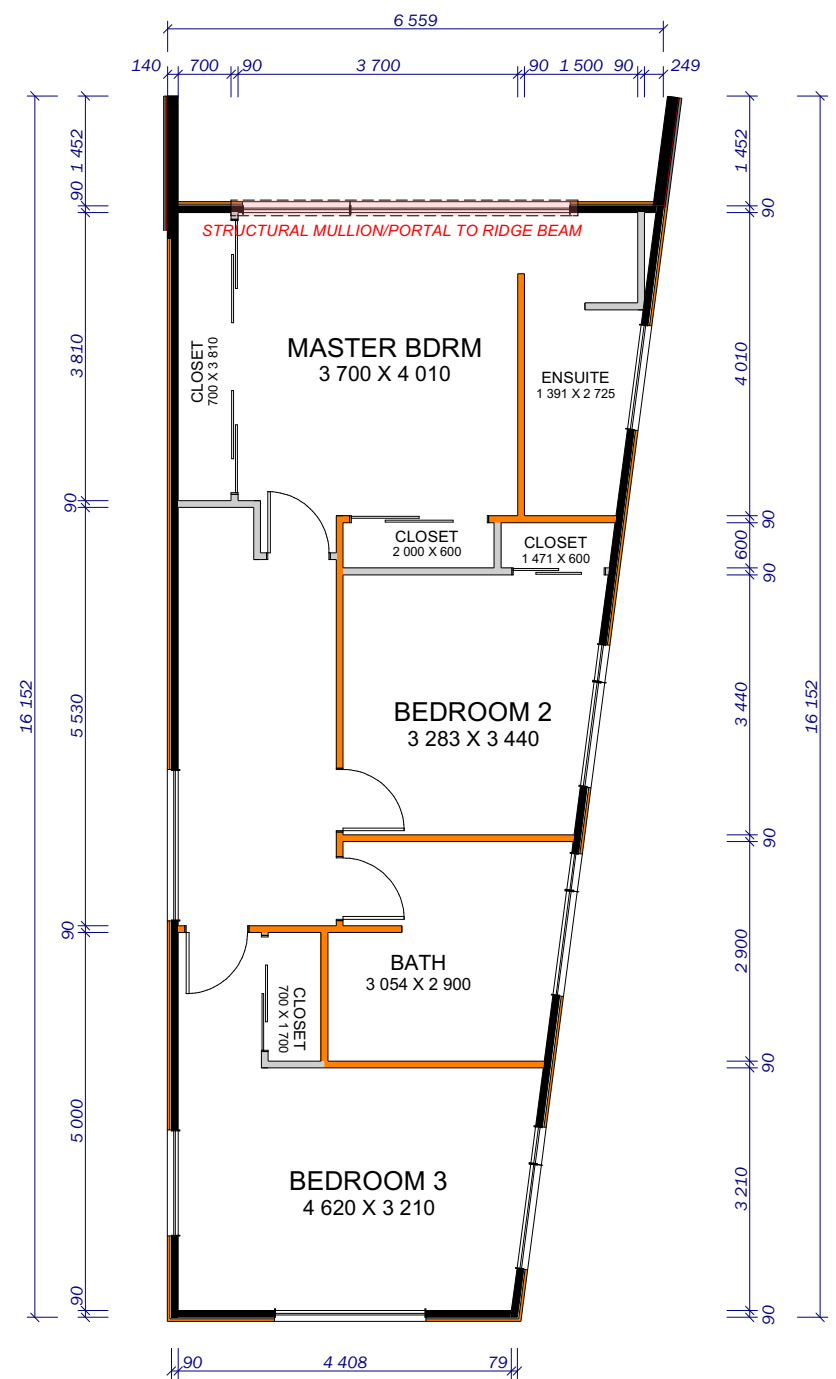 6 559
140 700 90 3 700 90 1 500 90 249
1 452
90
3 810
90
5 530
90
5 000
90
16 152
STRUCTURAL MULLION/PORTAL TO RIDGE BEAM
CLOSET
700 X 3 810
MASTER BDRM
3 700 X 4 010
ENSUITE
1 391 X 2 725
CLOSET
2 000 X 600
CLOSET
1 471 X 600
BEDROOM 2
3 283 X 3 440
BATH
3 054 X 2 900
CLOSET
700 X 1 700
BEDROOM 3
4 620 X 3 210
1 452
90
4 010
90
600
90
3 440
90
2 900
90
3 210
90
16 152
90 4 408 79